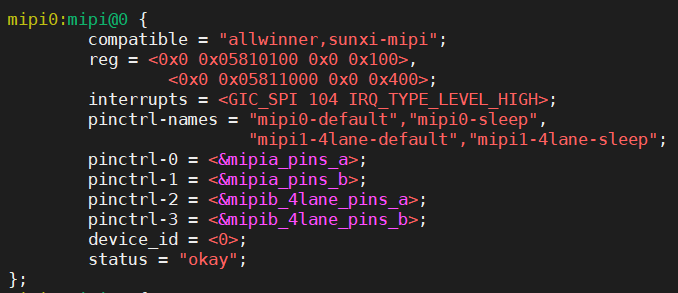 mipi0:mipi@0 {
compatible = "allwinner,sunxi-mipi";
reg = <0x0 0x05810100 0x0 0x100>,
<0x0 0x05811000 0x0 0x400>;
interrupts = <GIC_SPI 104 IRQ_TYPE_LEVEL_HIGH>;
pinctrl-names = "mipi0-default","mipi0-sleep",
"mipi1-4lane-default","mipi1-4lane-sleep";
pinctrl-0 = <&mipia_pins_a>;
pinctrl-1 = <&mipia_pins_b>;
pinctrl-2 = <&mipib_4lane_pins_a>;
pinctrl-3 = <&mipib_4lane_pins_b>;
device_id = <0>;
status = "okay";
};